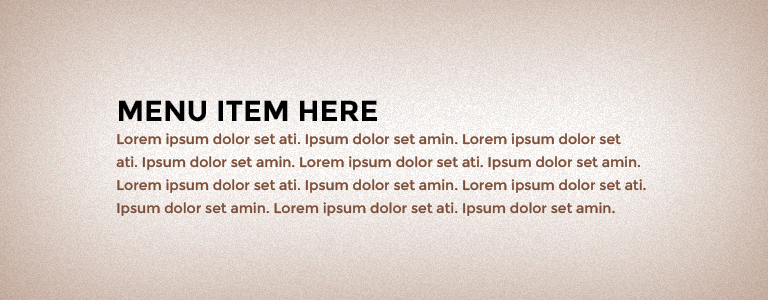 MENU ITEM HERE
Lorem ipsum dolor set ati. Ipsum dolor set amin. Lorem ipsum dolor set
ati. Ipsum dolor set amin. Lorem ipsum dolor set ati. Ipsum dolor set amin.
Lorem ipsum dolor set ati. Ipsum dolor set amin. Lorem ipsum dolor set ati.
Ipsum dolor set amin. Lorem ipsum dolor set ati. Ipsum dolor set amin.